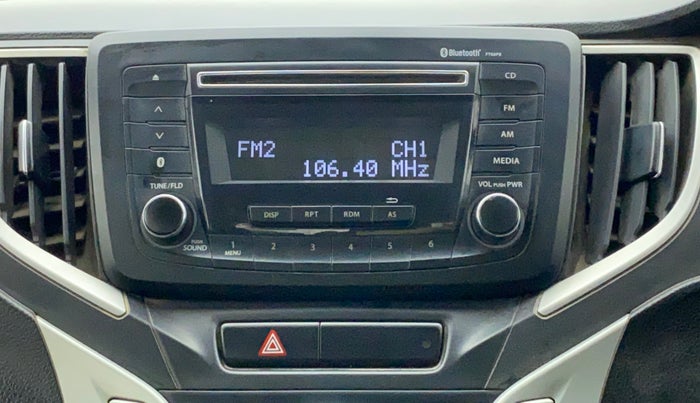 Bluetooth
CD
FM
AM
MEDIA
FM2 CH1
106.40 MHz
TUNE/FLD
VOL PUSH PWR
DISP RPT RDM AS
PUSH
SOUND
1 2 3 4 5 6
MENU